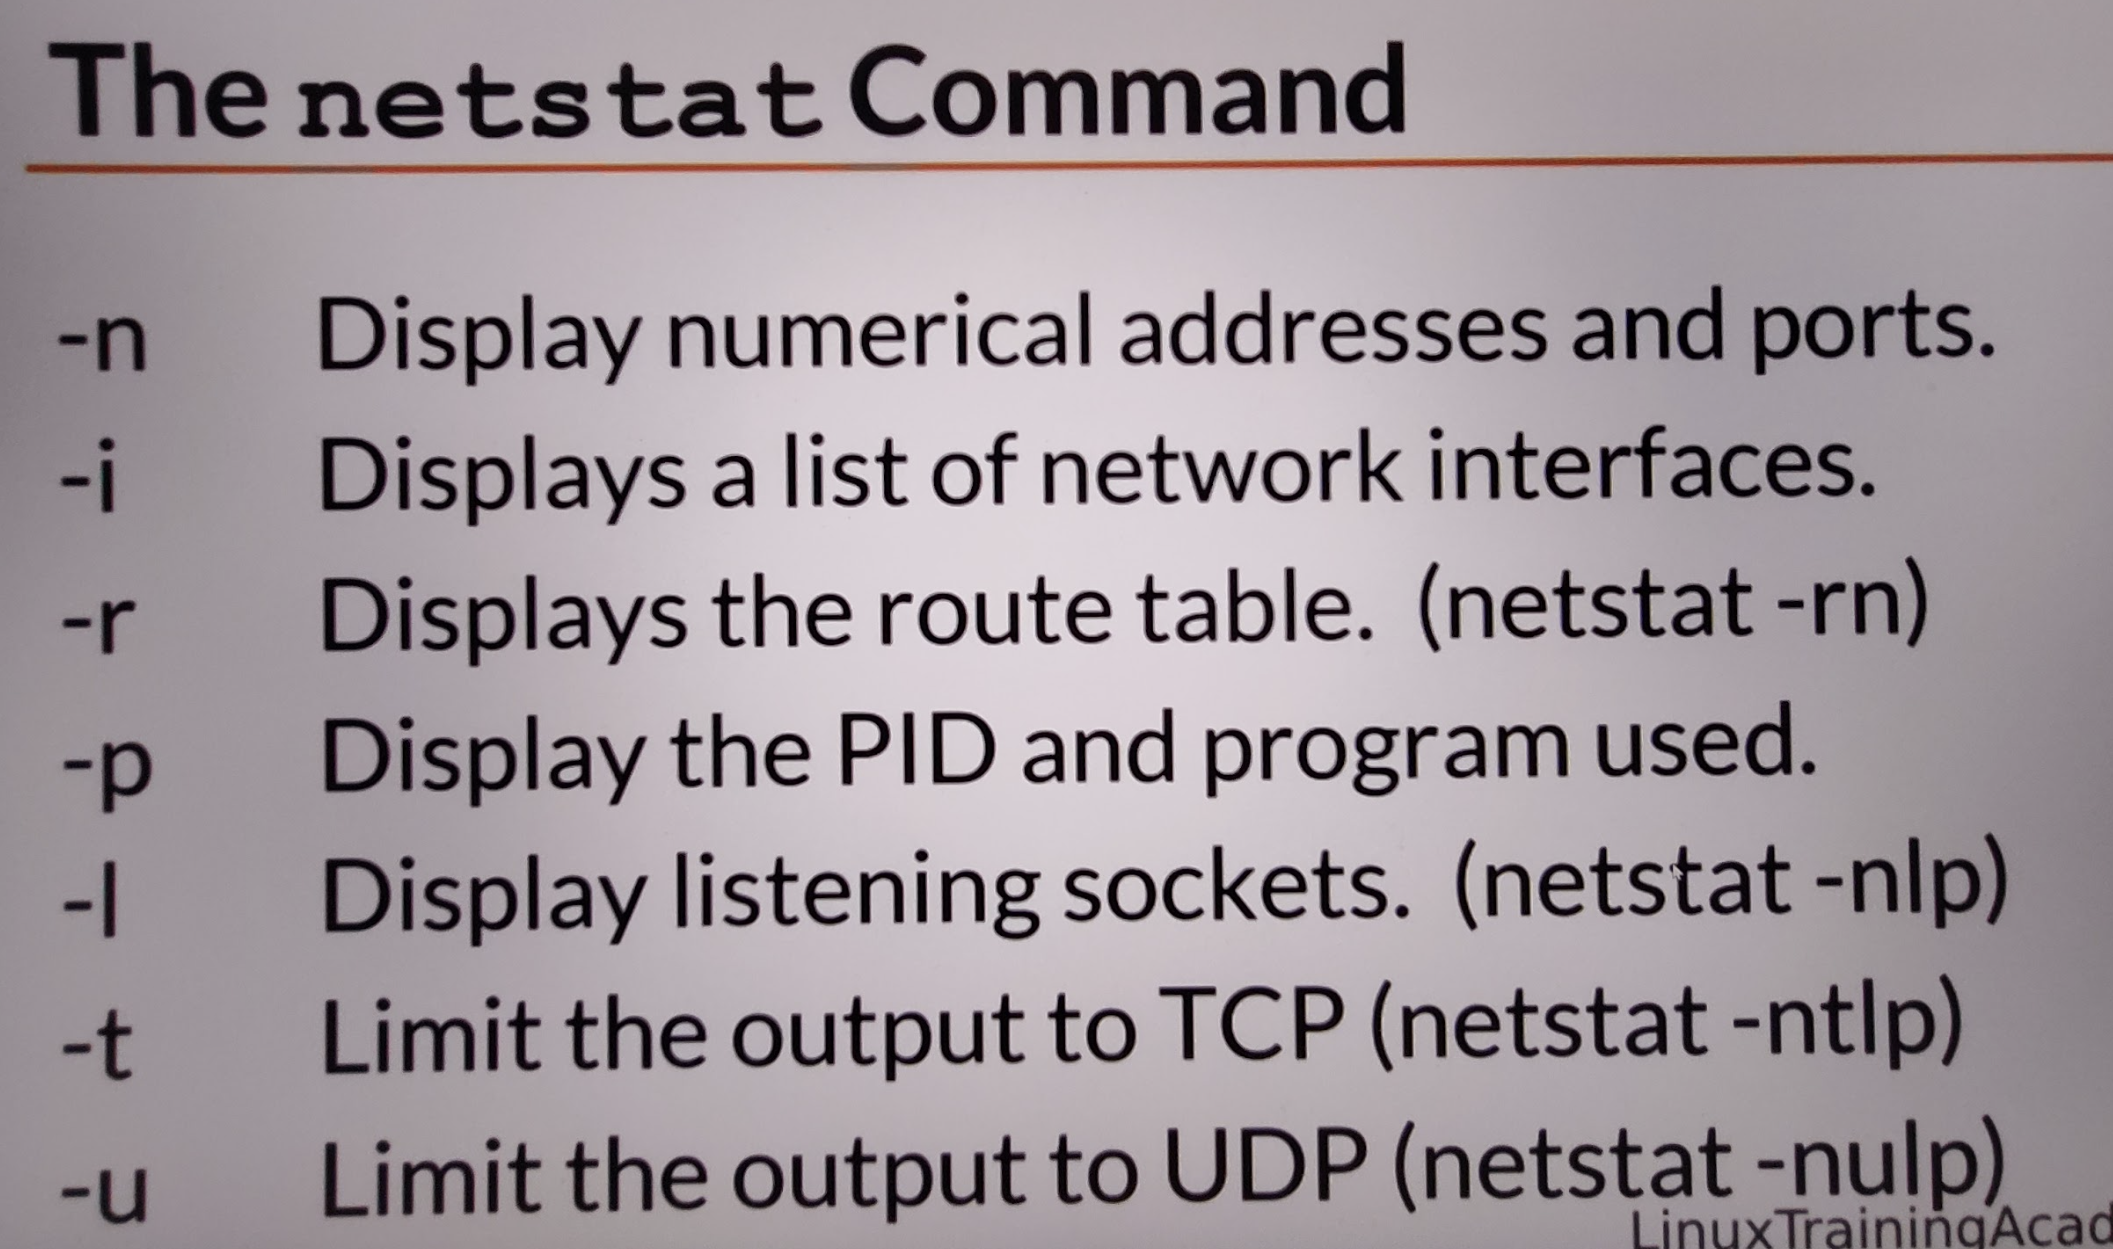 The netstat Command
-n Display numerical addresses and ports.
-i Displays a list of network interfaces.
-r Displays the route table. (netstat -rn)
-p Display the PID and program used.
-l Display listening sockets. (netstat -nlp)
-t Limit the output to TCP (netstat -ntlp)
-u Limit the output to UDP (netstat -nulp)
LinuxTrainingAcad